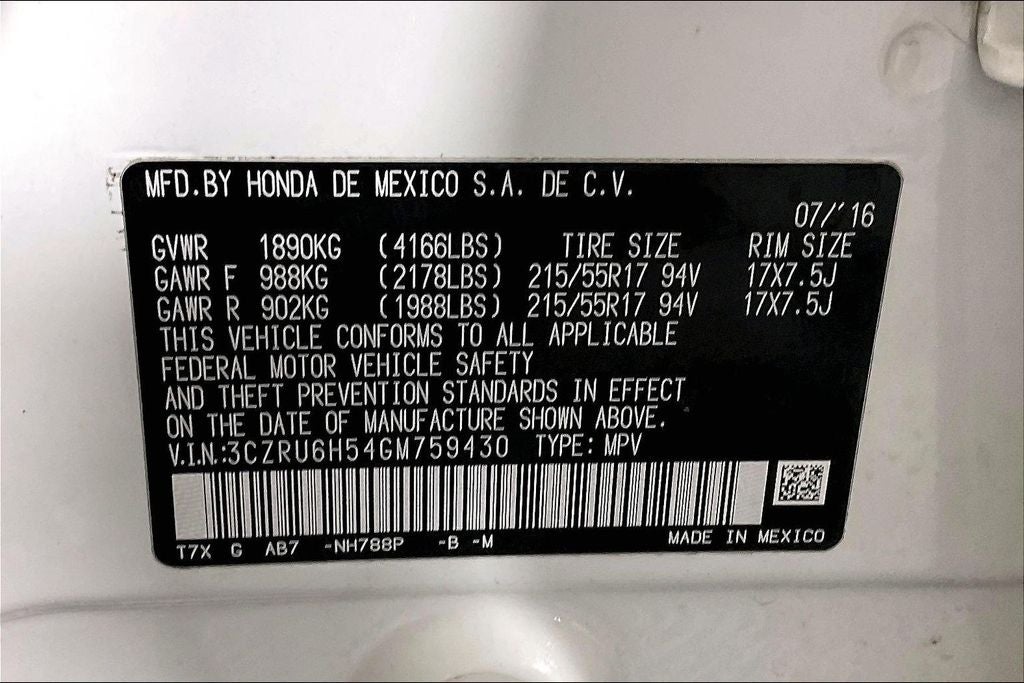 MFD.BY HONDA DE MEXICO S.A. DE C.V.
07/'16
GVWR 1890KG (4166LBS) TIRE SIZE RIM SIZE
GAWR F 988KG (2178LBS) 215/55R17 94V 17X7.5J
GAWR R 902KG (1988LBS) 215/55R17 94V 17X7.5J
THIS VEHICLE CONFORMS TO ALL APPLICABLE
FEDERAL MOTOR VEHICLE SAFETY
AND THEFT PREVENTION STANDARDS IN EFFECT
ON THE DATE OF MANUFACTURE SHOWN ABOVE.
V.I.N.:3CZRU6H54GM759430 TYPE: MPV
T7X G AB7 -NH788P -B -M MADE IN MEXICO